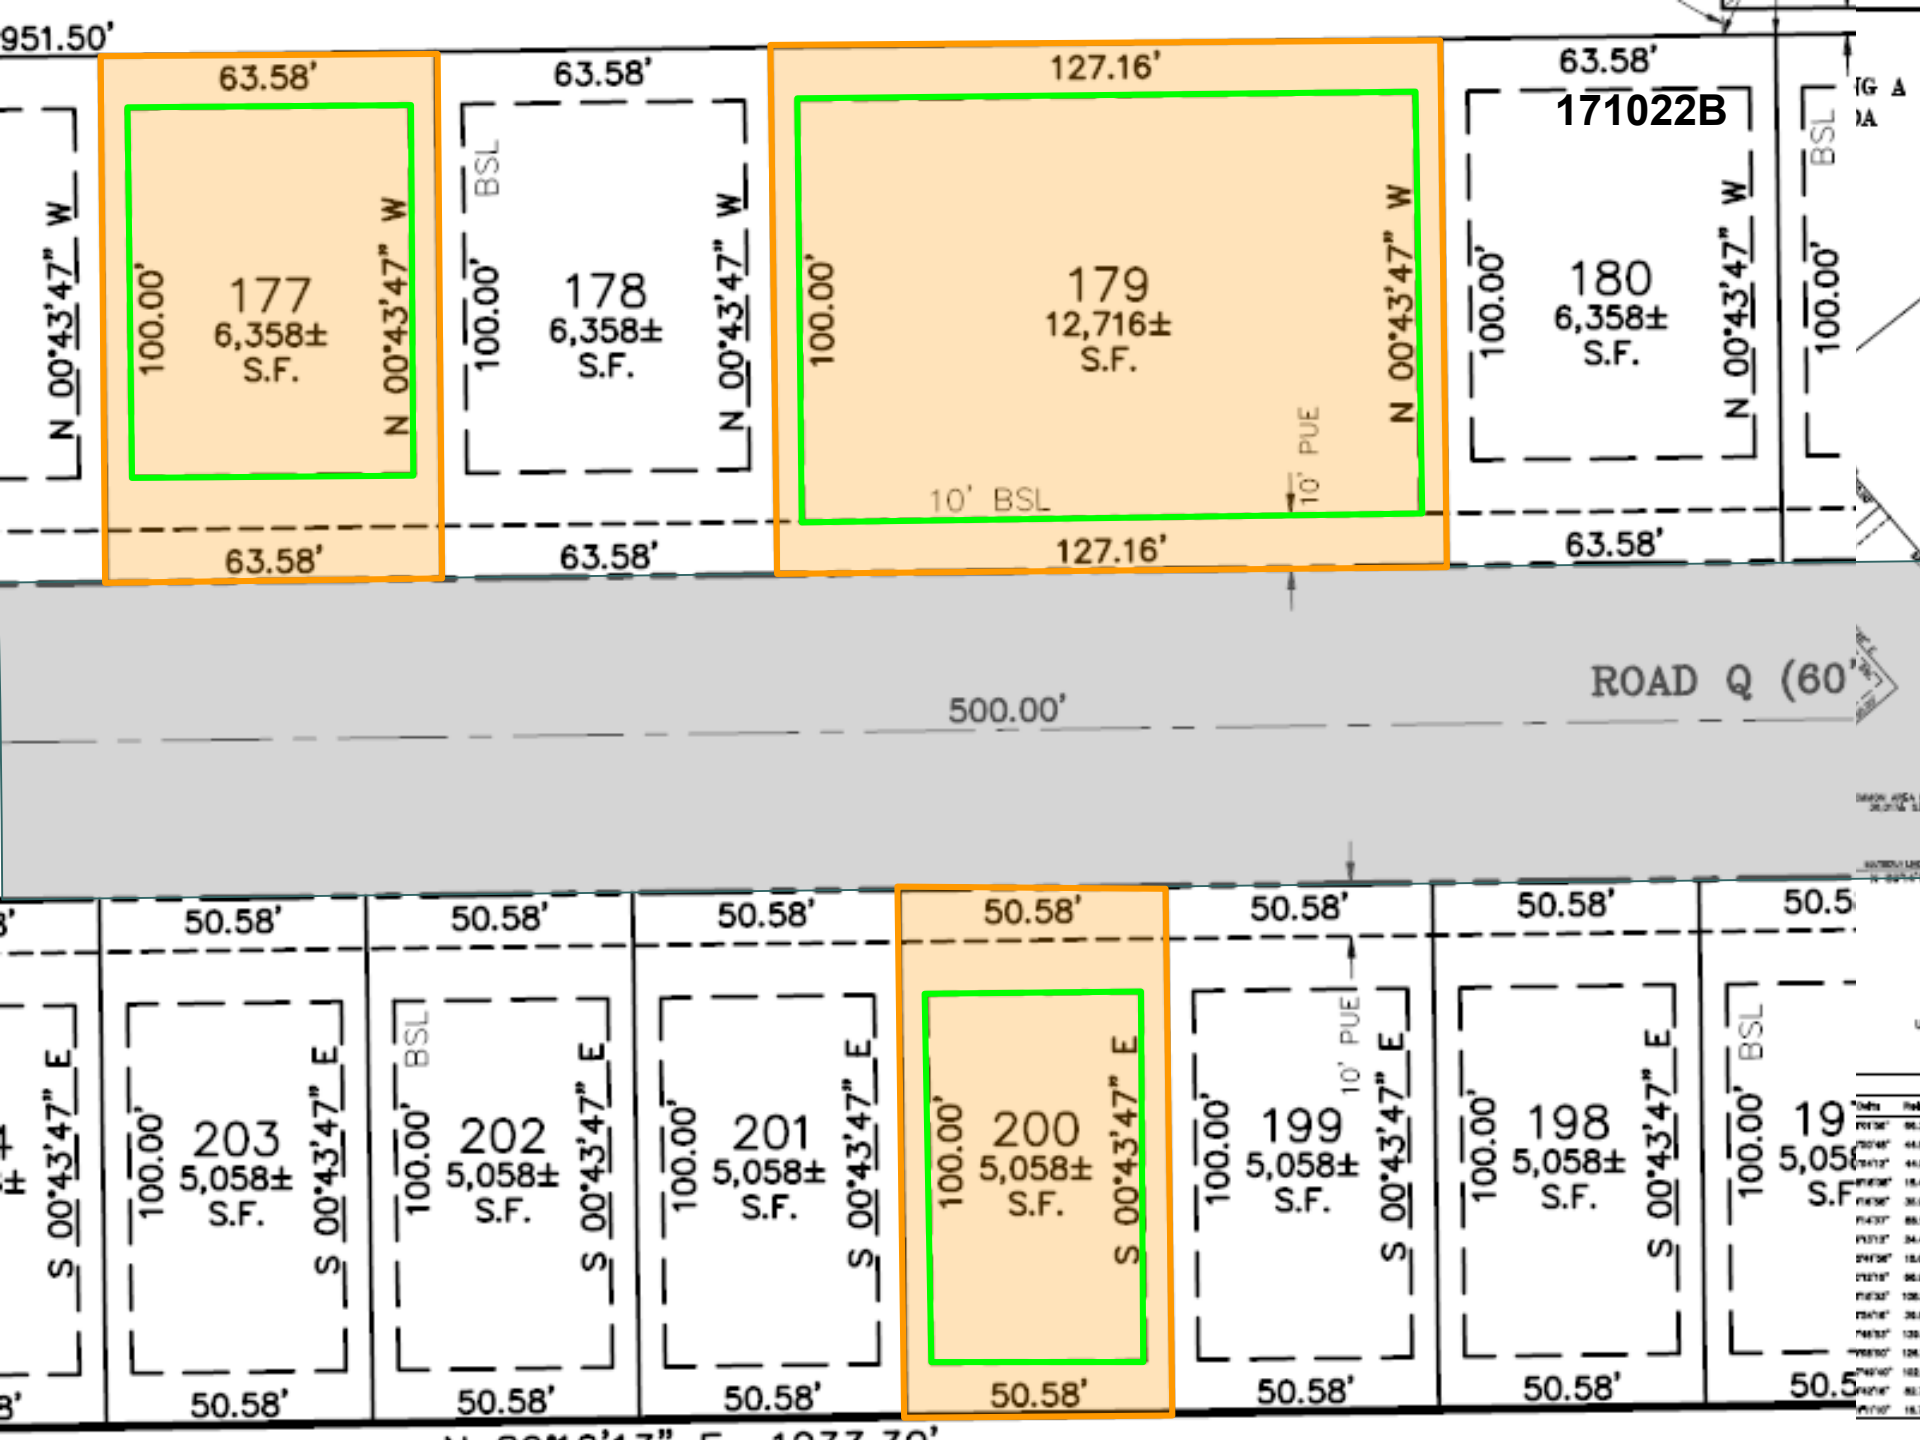 951.50'
63.58'
63.58'
127.16'
63.58'
171022B
G A
DA
BSL
BSL
N 00°43'47" W
100.00'
177
6,358±
S.F.
N 00°43'47" W
100.00'
178
6,358±
S.F.
N 00°43'47" W
100.00'
179
12,716±
S.F.
N 00°43'47" W
100.00'
180
6,358±
S.F.
N 00°43'47" W
100.00'
10' BSL
10' PUE
63.58'
63.58'
127.16'
63.58'
ROAD Q (60'
500.00'
50.58'
50.58'
50.58'
50.58'
50.58'
50.58'
50.5
BSL
10' PUE
BSL
S 00°43'47" E
100.00'
203
5,058±
S.F.
S 00°43'47" E
100.00'
202
5,058±
S.F.
S 00°43'47" E
100.00'
201
5,058±
S.F.
S 00°43'47" E
100.00'
200
5,058±
S.F.
S 00°43'47" E
100.00'
199
5,058±
S.F.
S 00°43'47" E
100.00'
198
5,058±
S.F.
S 00°43'47" E
100.00'
19
5,058
S.F
50.58'
50.58'
50.58'
50.58'
50.58'
50.58'
50.5